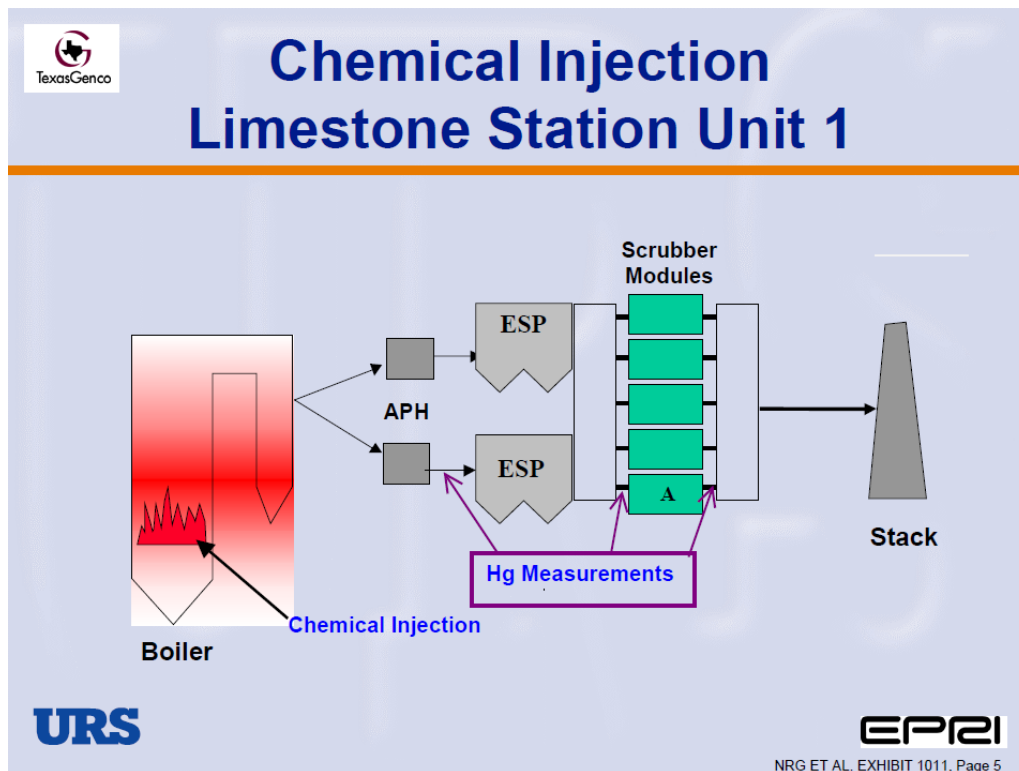 TexasGenco
Chemical Injection
Limestone Station Unit 1
Scrubber
Modules
ESP
APH
ESP
A
Hg Measurements
Stack
Chemical Injection
Boiler
URS
EPRI
NRG ET AL. EXHIBIT 1011, Page 5